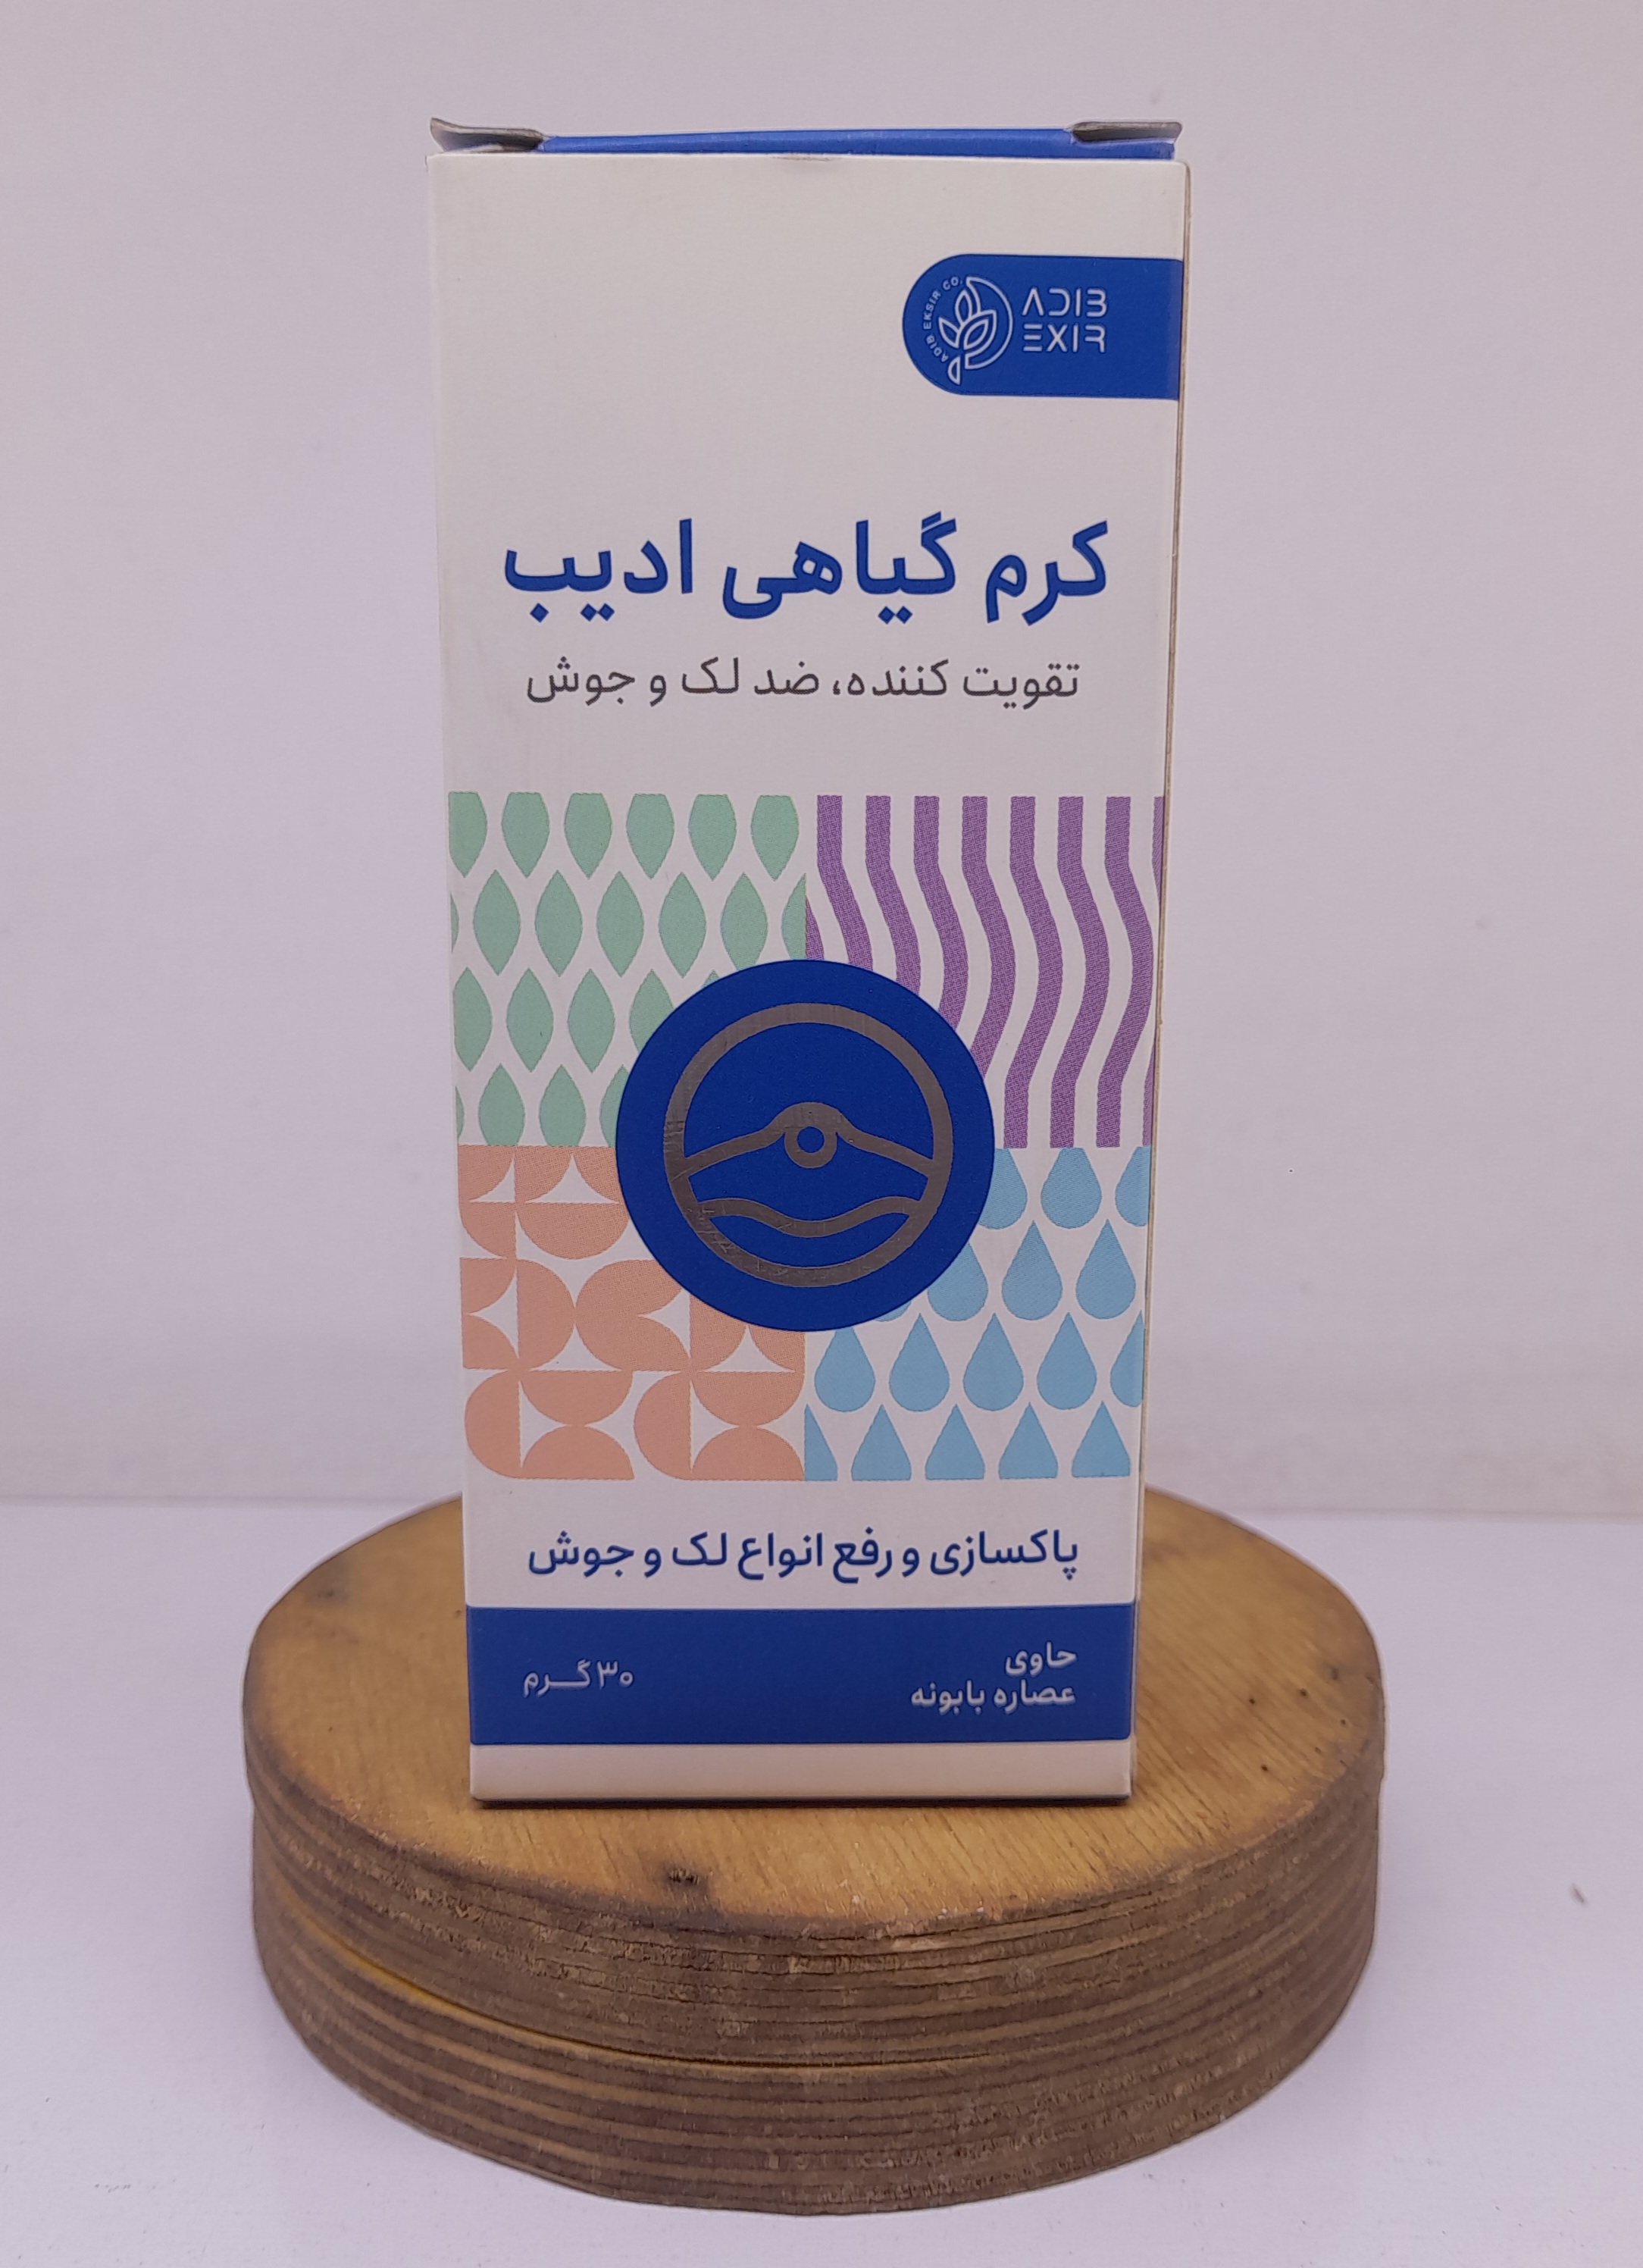 ADIB EKSIR CO.
ADIB
EXIR
کرم گیاهی ادیب
تقویت کننده، ضد لک و جوش
پاکسازی و رفع انواع لک و جوش
حاوی
عصاره بابونه
۳۰ گرم